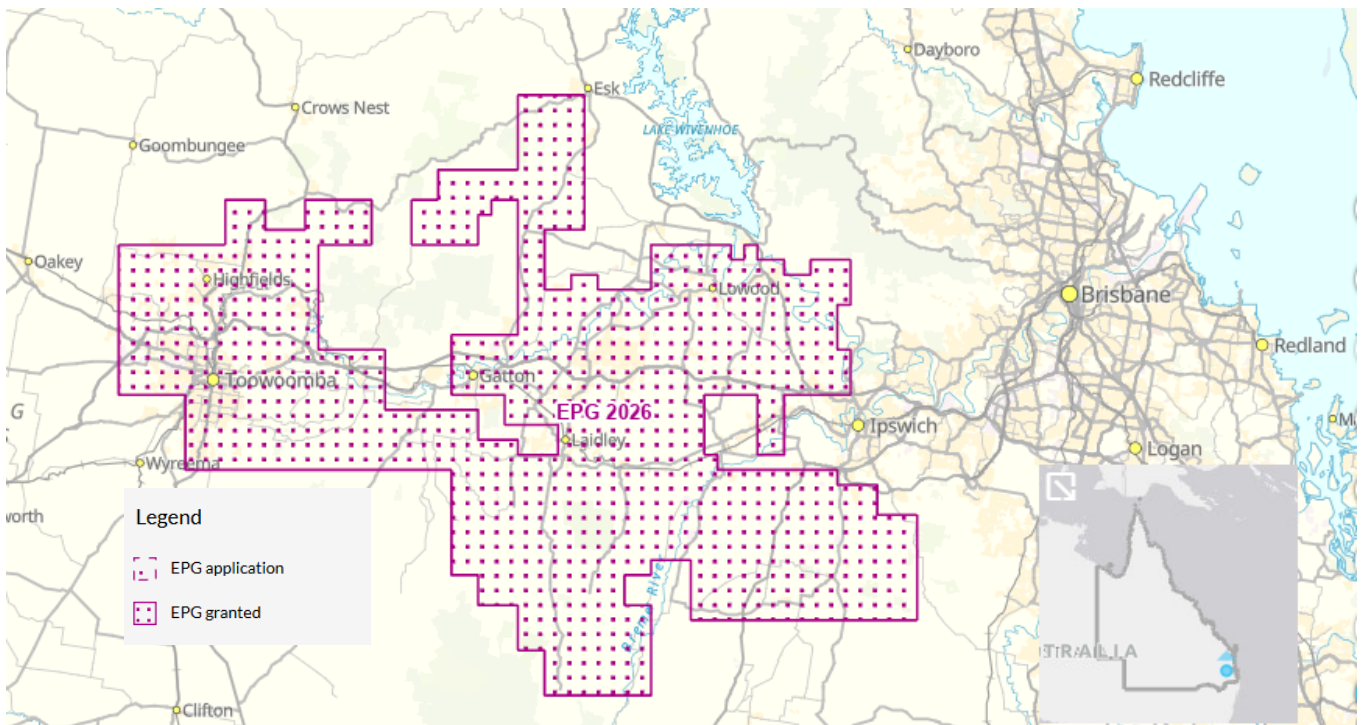 Dayboro
Redcliffe
Esk
Crows Nest
LAKE WIVENHOE
Goombungee
Oakey
Highfields
Lowood
Brisbane
Redland
Toowoomba
Gatton
G
EPG 2026
Laidley
Ipswich
Logan
Wyreema
worth
Legend
EPG application
EPG granted
Bremer River
TRALIA
Clifton